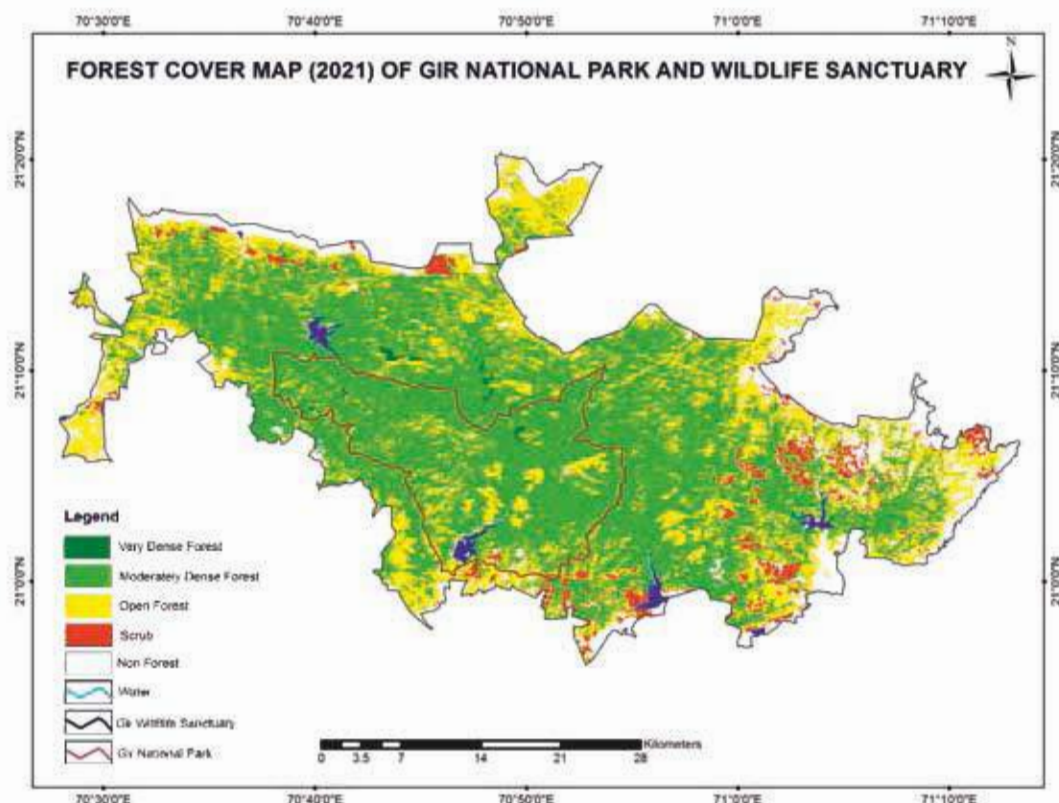 70°30'0"E 70°40'0"E 70°50'0"E 71°0'0"E 71°10'0"E
FOREST COVER MAP (2021) OF GIR NATIONAL PARK AND WILDLIFE SANCTUARY
N
21°20'0"N 21°20'0"N
21°10'0"N 21°10'0"N
Legend
Very Dense Forest
Moderately Dense Forest
21°0'0"N 21°0'0"N
Open Forest
Scrub
Non Forest
Water
Gir Wildlife Sanctuary
Gir National Park
Kilometers
0 3.5 7 14 21 28
70°30'0"E 70°40'0"E 70°50'0"E 71°0'0"E 71°10'0"E